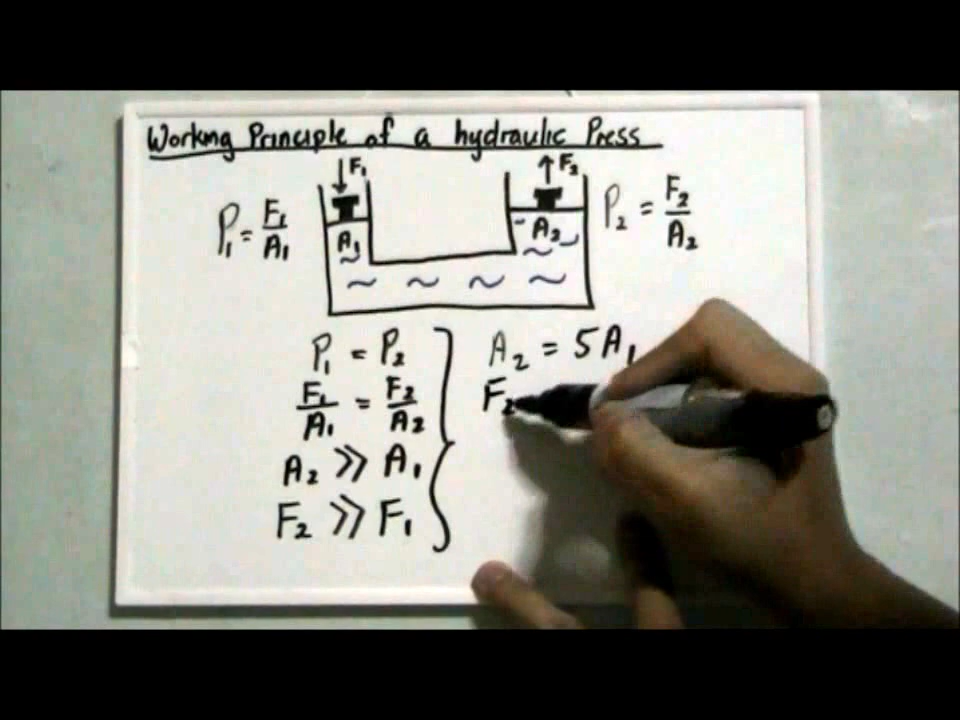 Working Principle of a hydraulic Press
F₁ F₂
P₁ = F₁/A₁ A₁ A₂ P₂ = F₂/A₂
P₁ = P₂
F₁/A₁ = F₂/A₂
A₂ >> A₁
F₂ >> F₁
A₂ = 5A₁
F₂